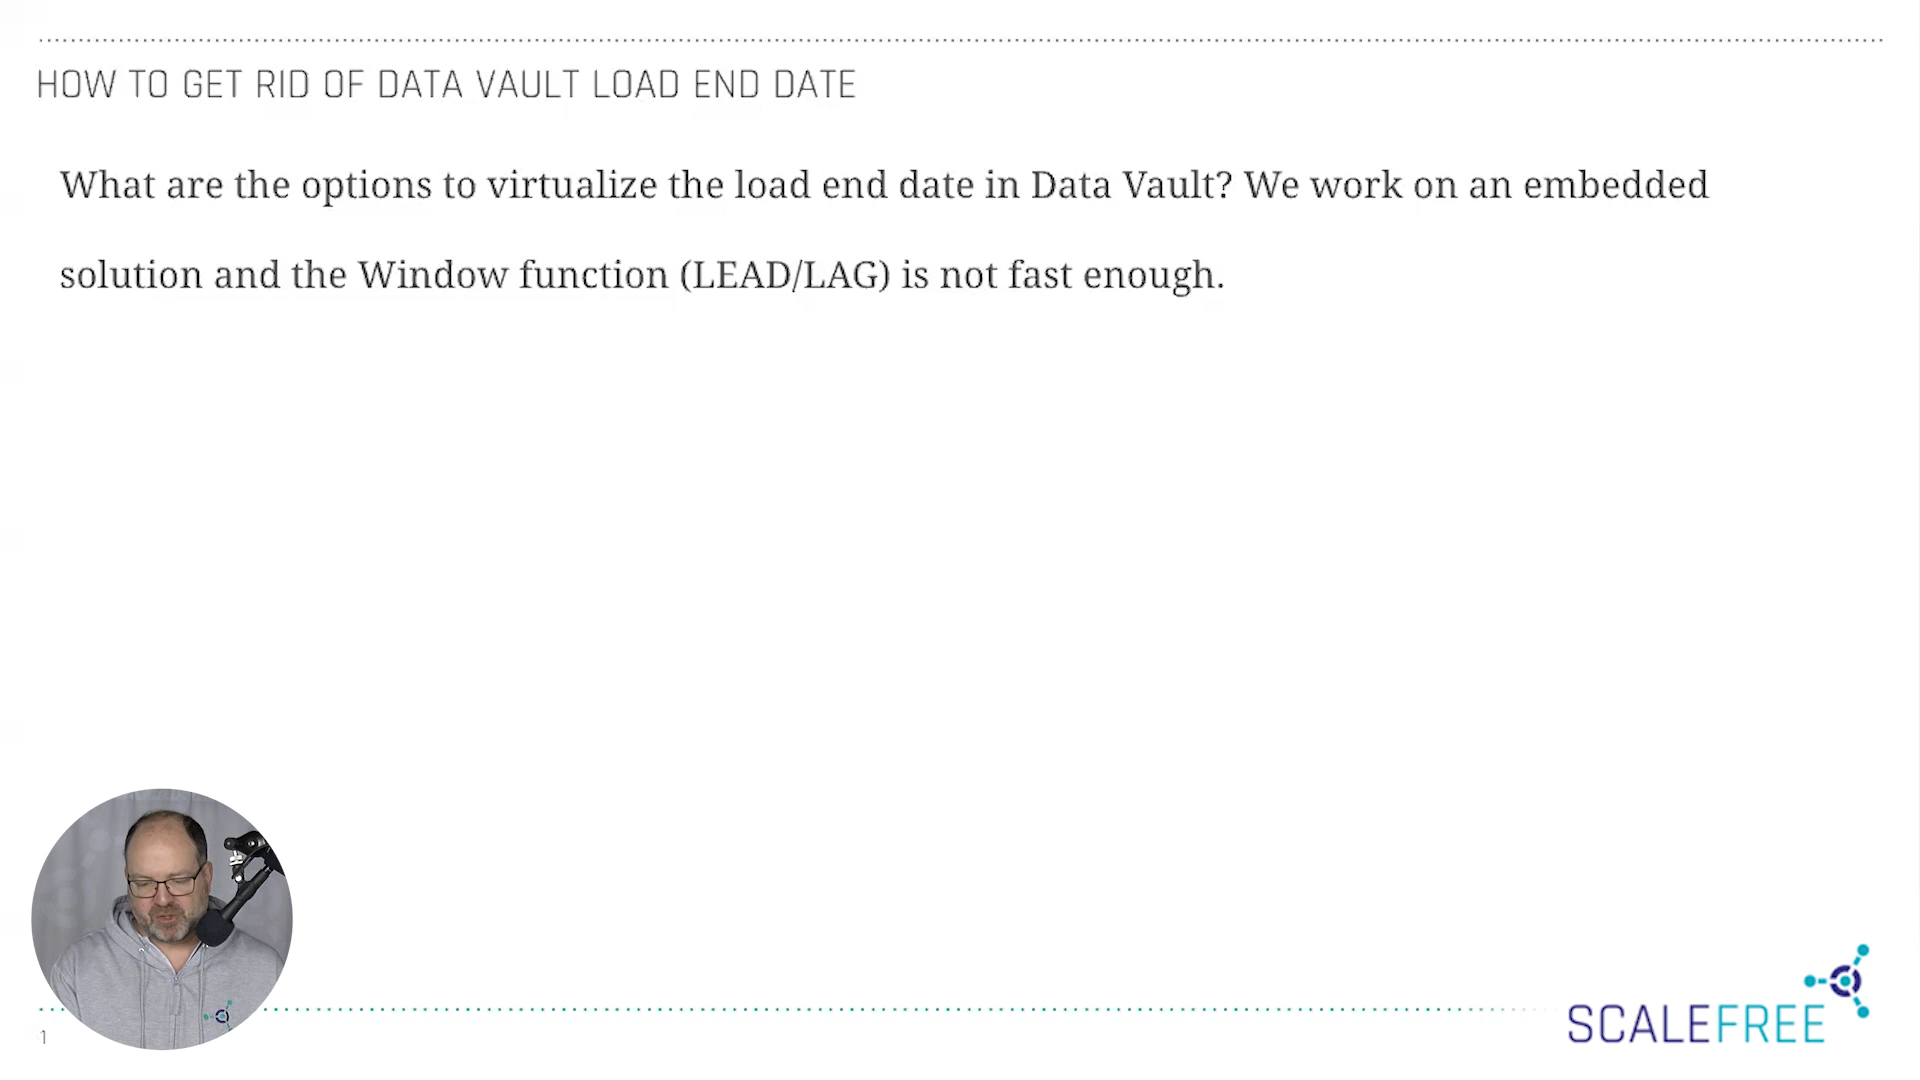 HOW TO GET RID OF DATA VAULT LOAD END DATE
What are the options to virtualize the load end date in Data Vault? We work on an embedded
solution and the Window function (LEAD/LAG) is not fast enough.
1
SCALEFREE